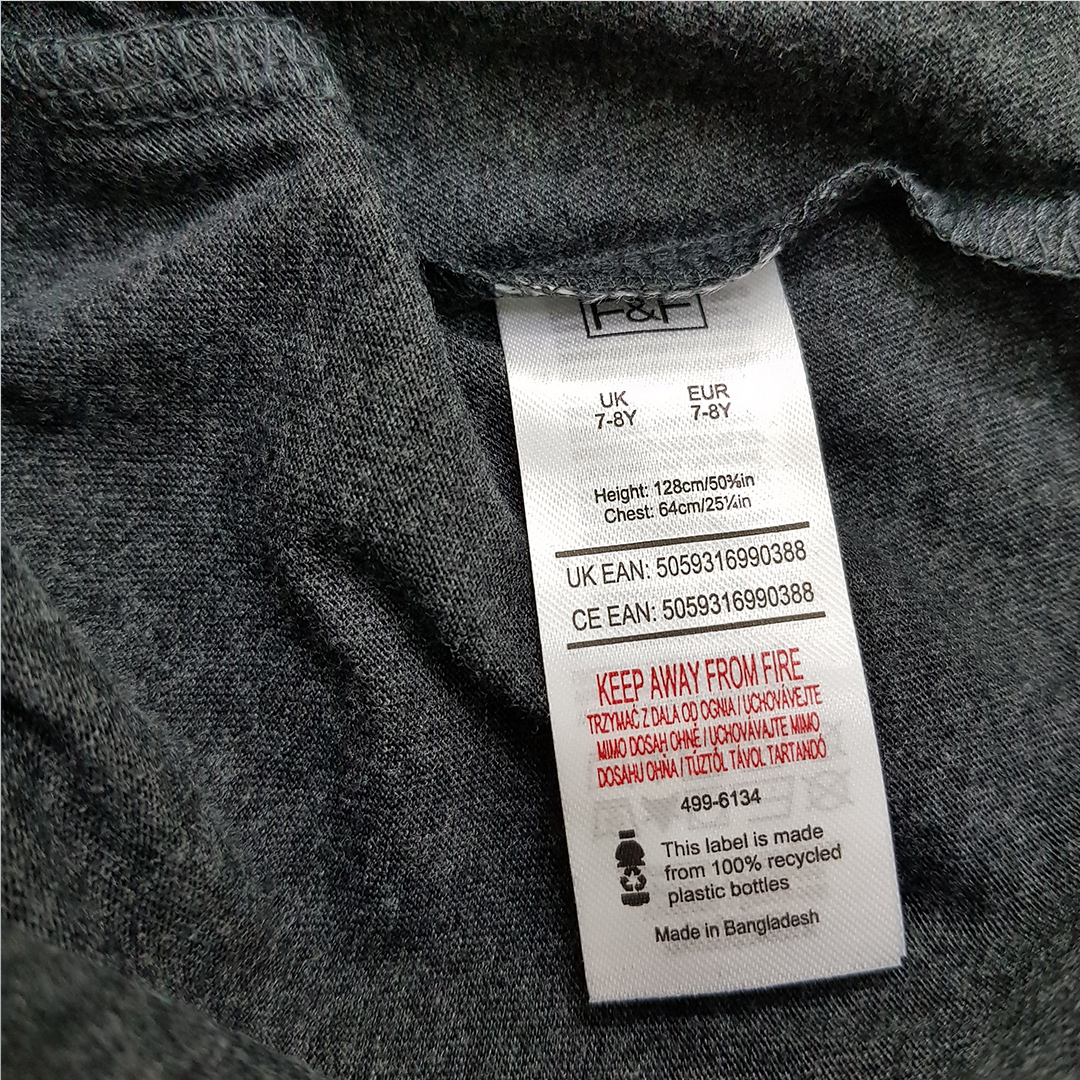 F&F
UK EUR
7-8Y 7-8Y
Height: 128cm/50⅜in
Chest: 64cm/25¼in
UK EAN: 5059316990388
CE EAN: 5059316990388
KEEP AWAY FROM FIRE
TRZYMAĆ Z DALA OD OGNIA / UCHOVÁVEJTE
MIMO DOSAH OHNĚ / UCHOVÁVAJTE MIMO
DOSAHU OHŇA / TŰZTŐL TÁVOL TARTANDÓ
499-6134
This label is made
from 100% recycled
plastic bottles
Made in Bangladesh